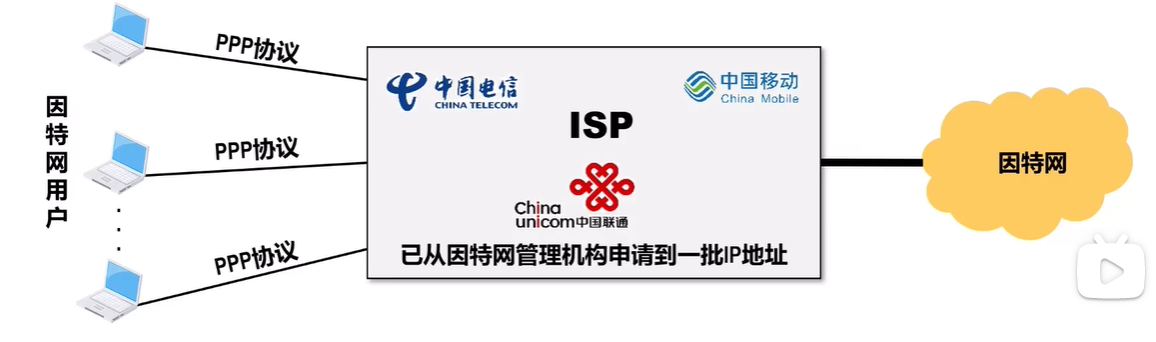 因特网用户
PPP协议
PPP协议
PPP协议
中国电信
CHINA TELECOM
中国移动
China Mobile
ISP
China
unicom中国联通
已从因特网管理机构申请到一批IP地址
因特网